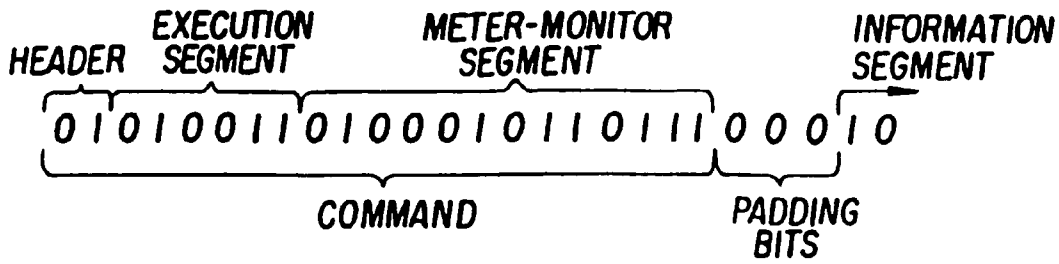 EXECUTION METER-MONITOR INFORMATION
HEADER SEGMENT SEGMENT SEGMENT
0 1 0 1 0 0 1 1 0 1 0 0 0 1 0 1 1 0 1 1 1 0 0 0 1 0
COMMAND PADDING
BITS